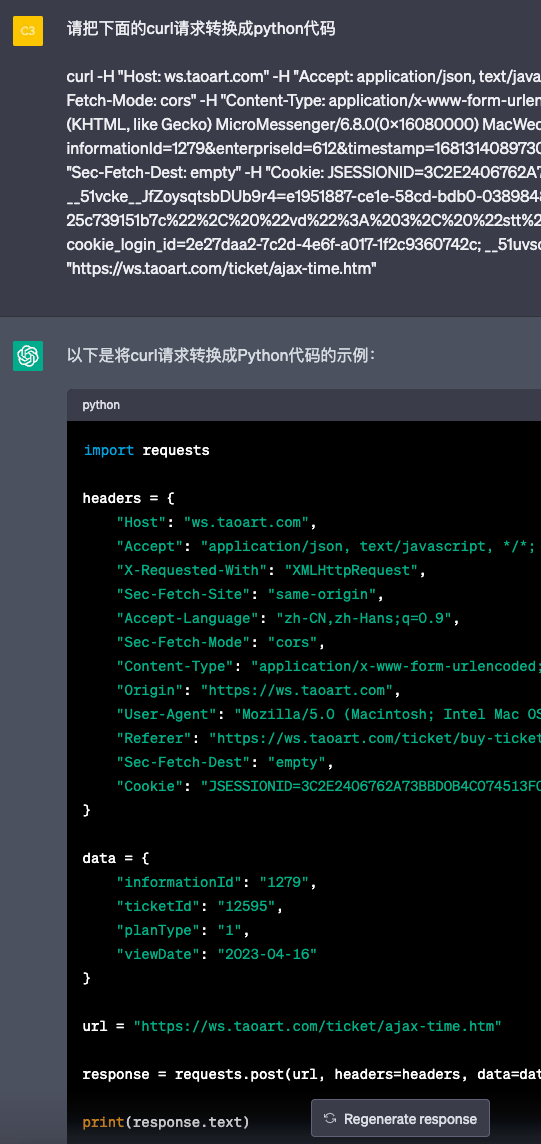 C3
请把下面的curl请求转换成python代码
curl -H "Host: ws.taoart.com" -H "Accept: application/json, text/java
Fetch-Mode: cors" -H "Content-Type: application/x-www-form-urlen
(KHTML, like Gecko) MicroMessenger/6.8.0(0x16080000) MacWec
informationId=1279&enterpriseId=612&timestamp=1681314089730
"Sec-Fetch-Dest: empty" -H "Cookie: JSESSIONID=3C2E2406762A7
__51vcke__JfZoysqtsbDUb9r4=e1951887-ce1e-58cd-bdb0-0389848
25c739151b7c%22%2C%20%22vd%22%3A%203%2C%20%22stt%2
cookie_login_id=2e27daa2-7c2d-4e6f-a017-1f2c9360742c; __51uvsc
"https://ws.taoart.com/ticket/ajax-time.htm"
以下是将curl请求转换成Python代码的示例：
python
import requests
headers = {
"Host": "ws.taoart.com",
"Accept": "application/json, text/javascript, */*;
"X-Requested-With": "XMLHttpRequest",
"Sec-Fetch-Site": "same-origin",
"Accept-Language": "zh-CN,zh-Hans;q=0.9",
"Sec-Fetch-Mode": "cors",
"Content-Type": "application/x-www-form-urlencoded;
"Origin": "https://ws.taoart.com",
"User-Agent": "Mozilla/5.0 (Macintosh; Intel Mac OS
"Referer": "https://ws.taoart.com/ticket/buy-ticket
"Sec-Fetch-Dest": "empty",
"Cookie": "JSESSIONID=3C2E2406762A73BBD0B4C074513FC
}
data = {
"informationId": "1279",
"ticketId": "12595",
"planType": "1",
"viewDate": "2023-04-16"
}
url = "https://ws.taoart.com/ticket/ajax-time.htm"
response = requests.post(url, headers=headers, data=dat
print(response.text)
Regenerate response